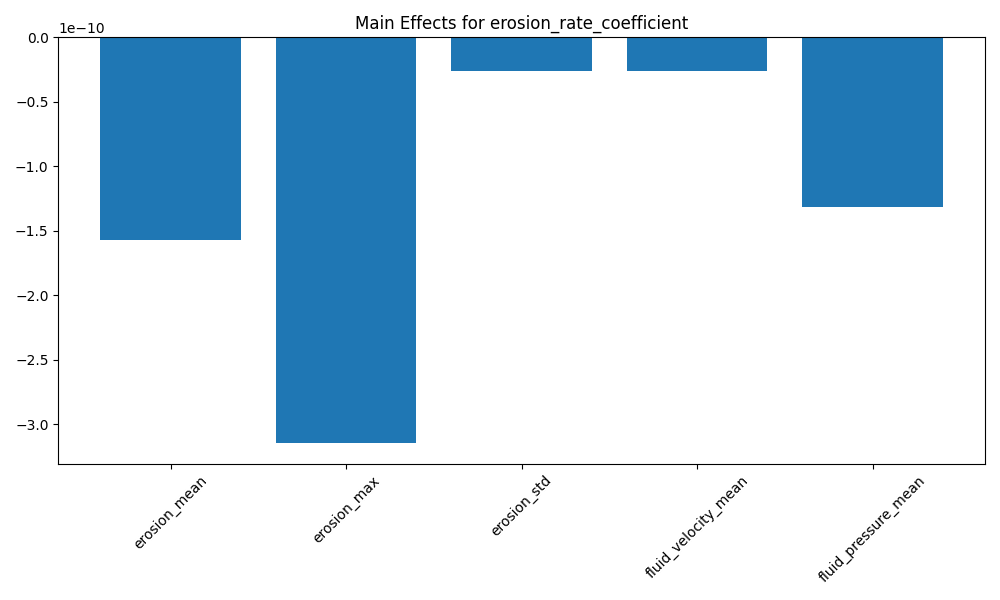 Main Effects for erosion_rate_coefficient
1e−10
0.0
−0.5
−1.0
−1.5
−2.0
−2.5
−3.0
erosion_mean
erosion_max
erosion_std
fluid_velocity_mean
fluid_pressure_mean